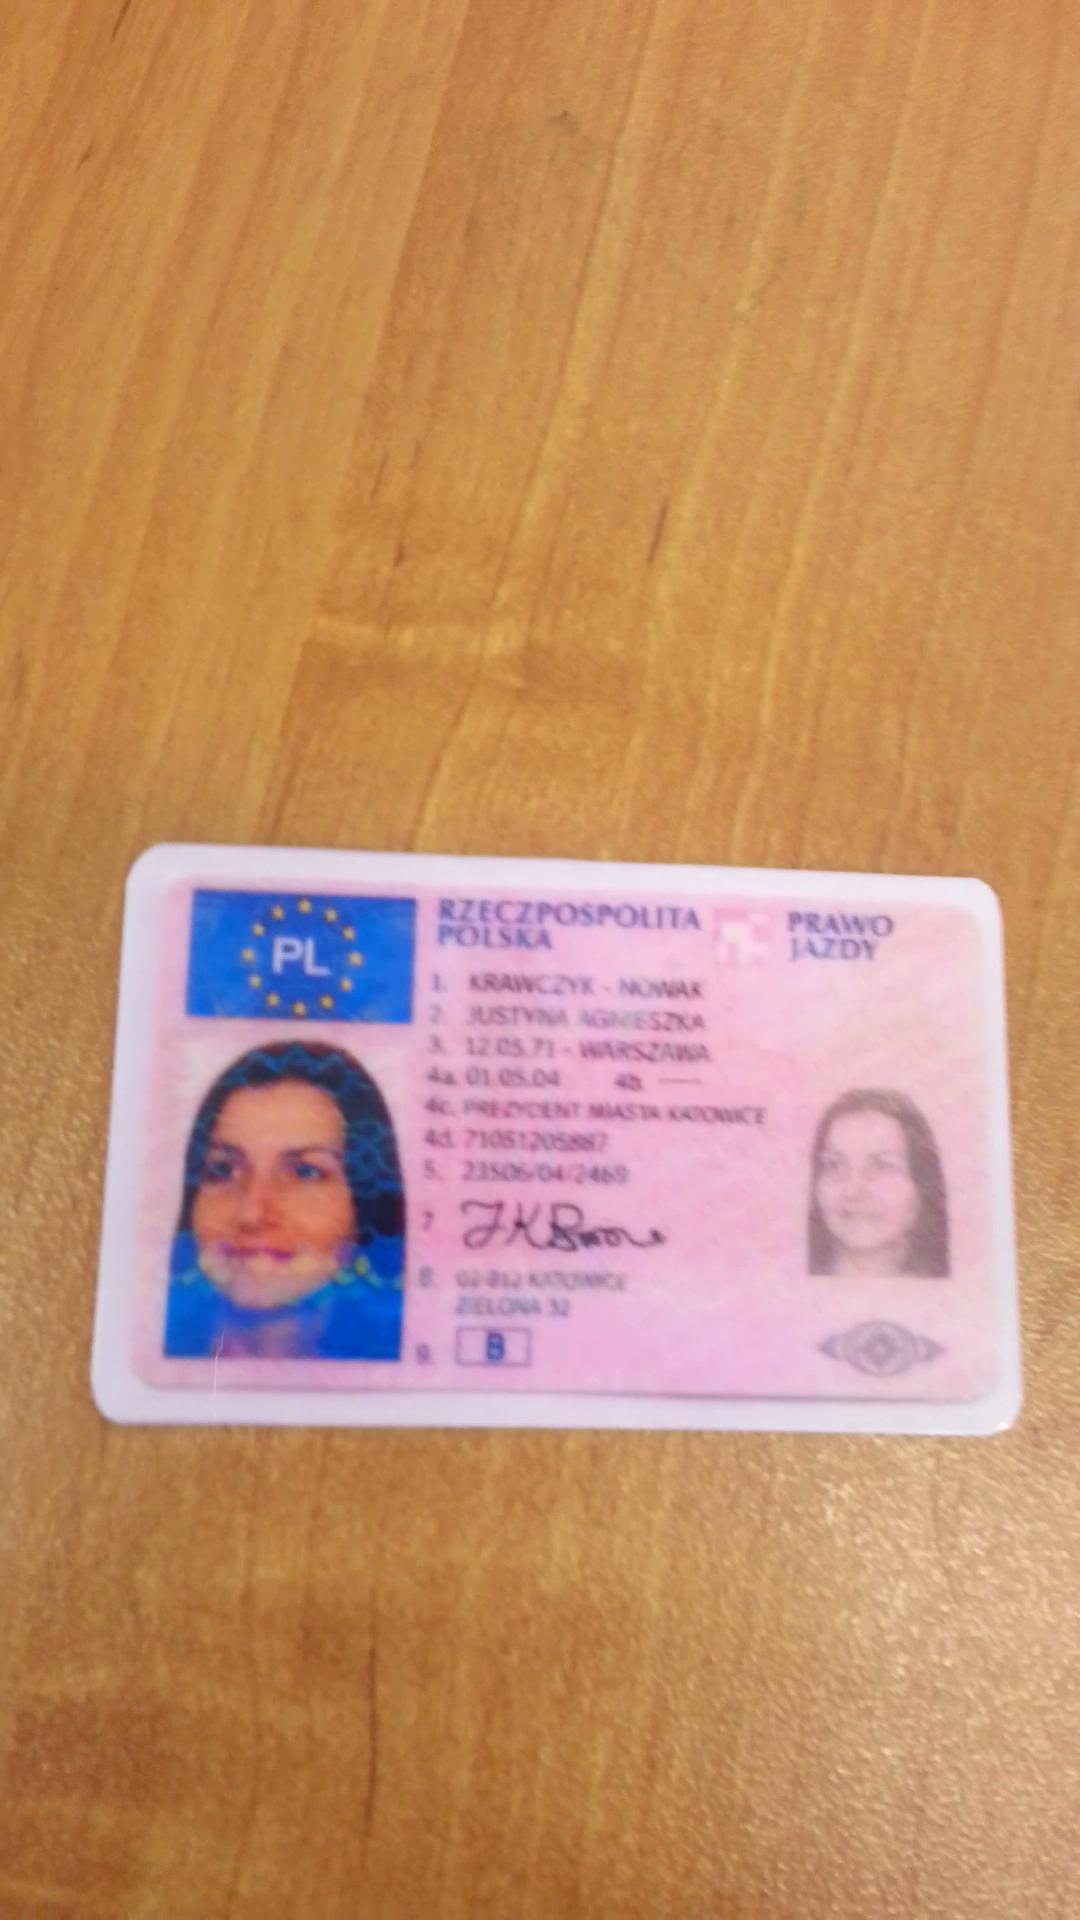 PL
RZECZPOSPOLITA
POLSKA
PRAWO
JAZDY
1. KRAWCZYK - NOWAK
2. JUSTYNA AGNIESZKA
3. 12.05.71 - WARSZAWA
4a. 01.05.04 4b. —
4c. PREZYDENT MIASTA KATOWICE
4d. 71051205887
5. 23506/04/2469
7.
8. 02-812 KATOWICE
ZIELONA 32
9. B